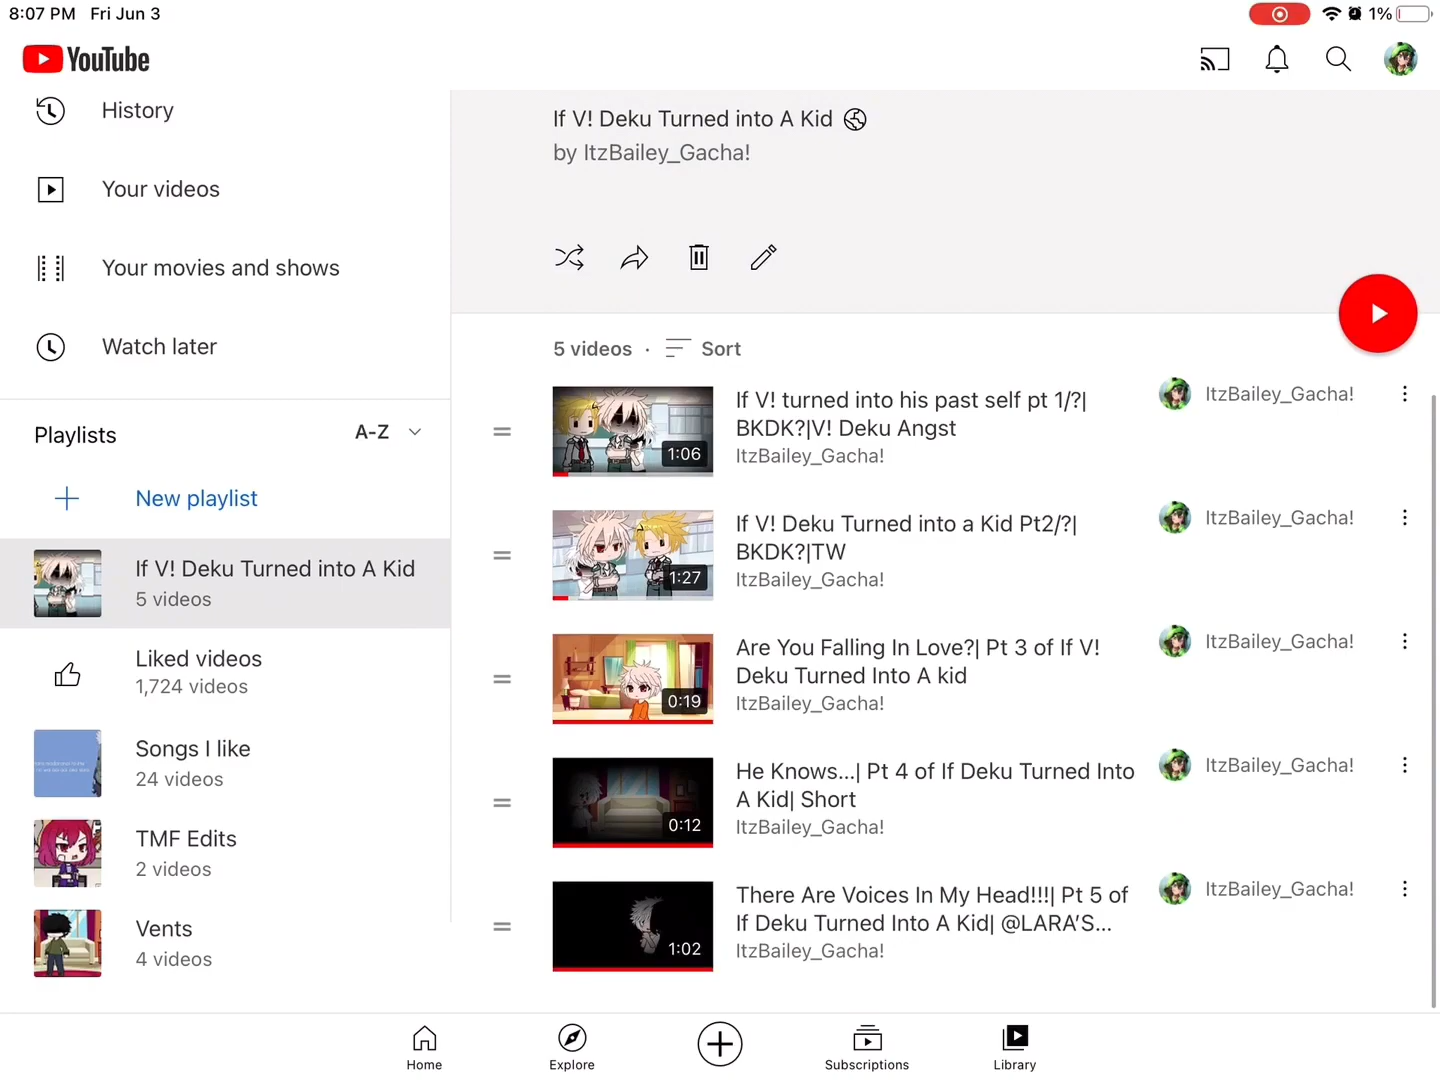 8:07 PM Fri Jun 3
1%
YouTube
History
Your videos
Your movies and shows
Watch later
Playlists
A-Z
New playlist
If V! Deku Turned into A Kid
5 videos
Liked videos
1,724 videos
Songs I like
24 videos
TMF Edits
2 videos
Vents
4 videos
If V! Deku Turned into A Kid
by ItzBailey_Gacha!
5 videos · Sort
1:06
If V! turned into his past self pt 1/?|
BKDK?|V! Deku Angst
ItzBailey_Gacha!
ItzBailey_Gacha!
1:27
If V! Deku Turned into a Kid Pt2/?|
BKDK?|TW
ItzBailey_Gacha!
ItzBailey_Gacha!
0:19
Are You Falling In Love?| Pt 3 of If V!
Deku Turned Into A kid
ItzBailey_Gacha!
ItzBailey_Gacha!
0:12
He Knows...| Pt 4 of If Deku Turned Into
A Kid| Short
ItzBailey_Gacha!
ItzBailey_Gacha!
1:02
There Are Voices In My Head!!!| Pt 5 of
If Deku Turned Into A Kid| @LARA’S...
ItzBailey_Gacha!
ItzBailey_Gacha!
Home
Explore
Subscriptions
Library